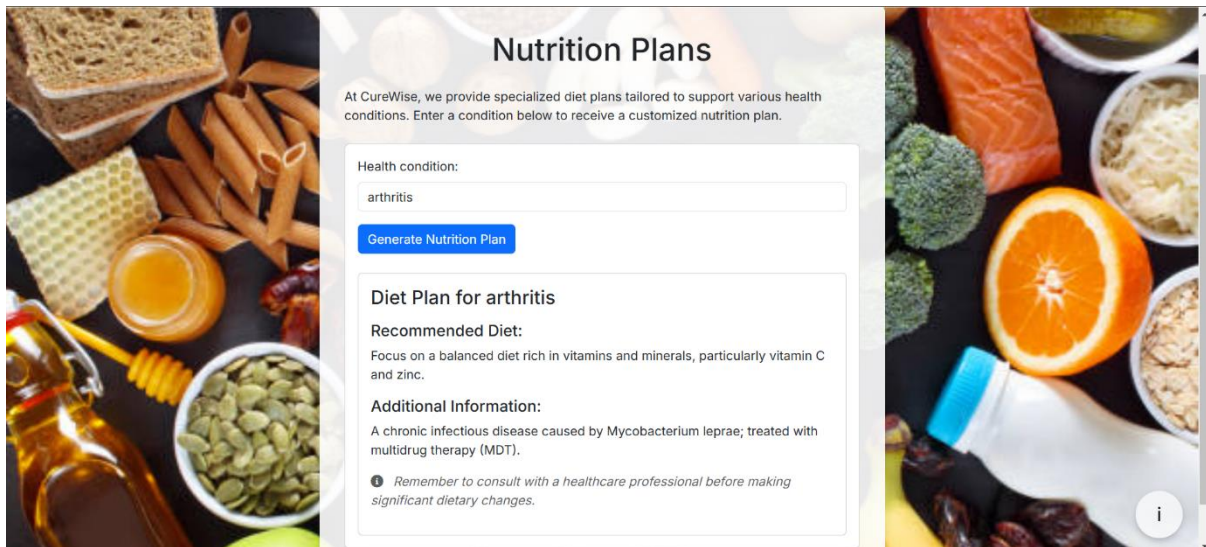 Nutrition Plans
At CureWise, we provide specialized diet plans tailored to support various health
conditions. Enter a condition below to receive a customized nutrition plan.
Health condition:
arthritis
Generate Nutrition Plan
Diet Plan for arthritis
Recommended Diet:
Focus on a balanced diet rich in vitamins and minerals, particularly vitamin C
and zinc.
Additional Information:
A chronic infectious disease caused by Mycobacterium leprae; treated with
multidrug therapy (MDT).
i Remember to consult with a healthcare professional before making
significant dietary changes.
i